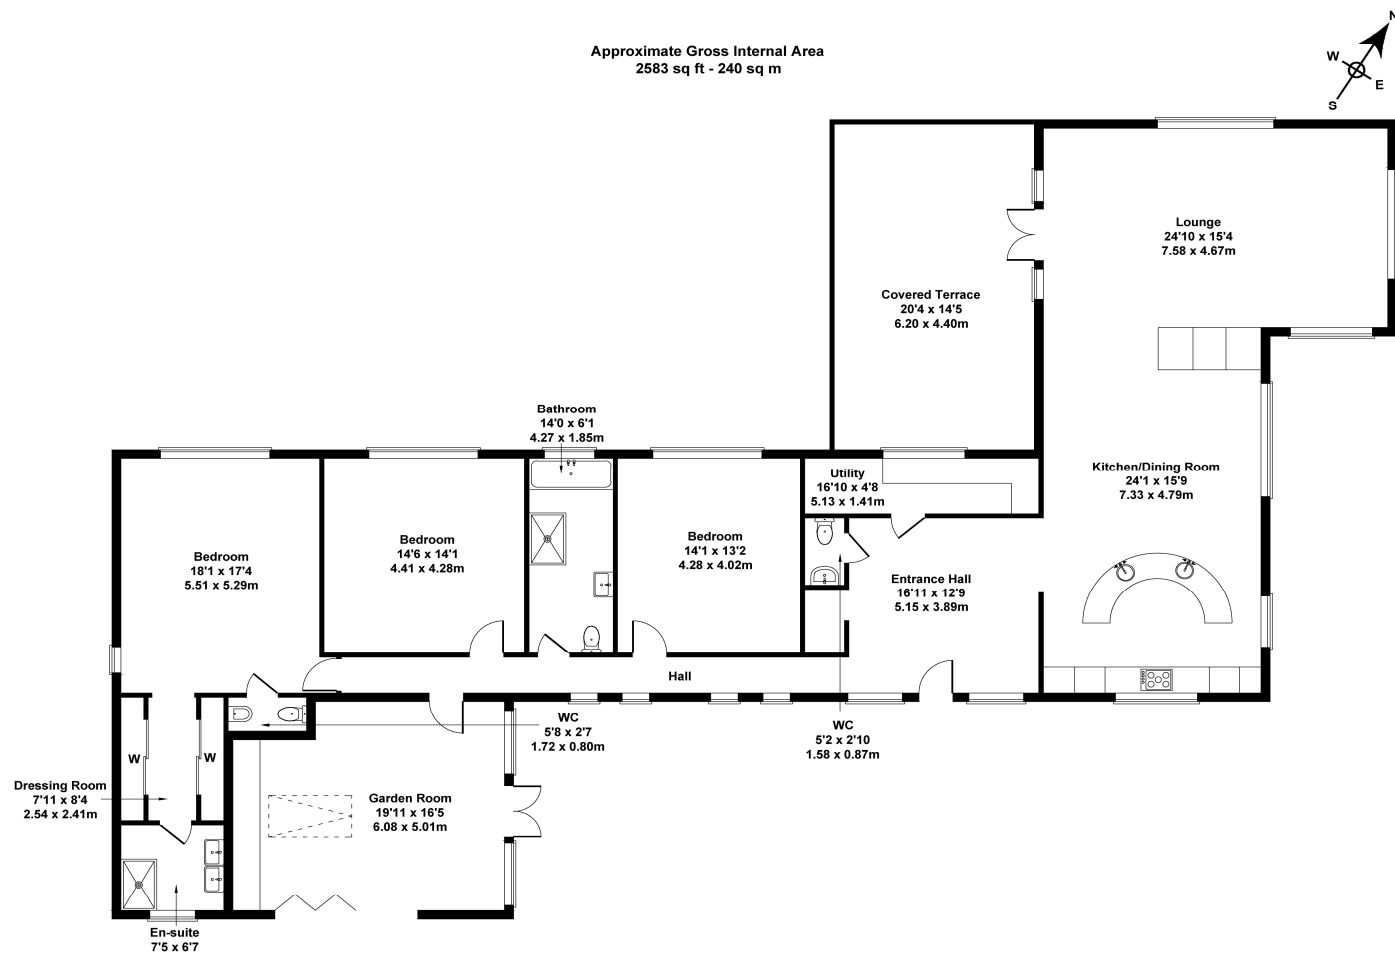 Approximate Gross Internal Area
2583 sq ft - 240 sq m
N
W
E
S
Lounge
24'10 x 15'4
7.58 x 4.67m
Covered Terrace
20'4 x 14'5
6.20 x 4.40m
Bathroom
14'0 x 6'1
4.27 x 1.85m
Utility
16'10 x 4'8
5.13 x 1.41m
Kitchen/Dining Room
24'1 x 15'9
7.33 x 4.79m
Bedroom
18'1 x 17'4
5.51 x 5.29m
Bedroom
14'6 x 14'1
4.41 x 4.28m
Bedroom
14'1 x 13'2
4.28 x 4.02m
Entrance Hall
16'11 x 12'9
5.15 x 3.89m
Hall
WC
5'8 x 2'7
1.72 x 0.80m
WC
5'2 x 2'10
1.58 x 0.87m
W
W
Dressing Room
7'11 x 8'4
2.54 x 2.41m
Garden Room
19'11 x 16'5
6.08 x 5.01m
En-suite
7'5 x 6'7